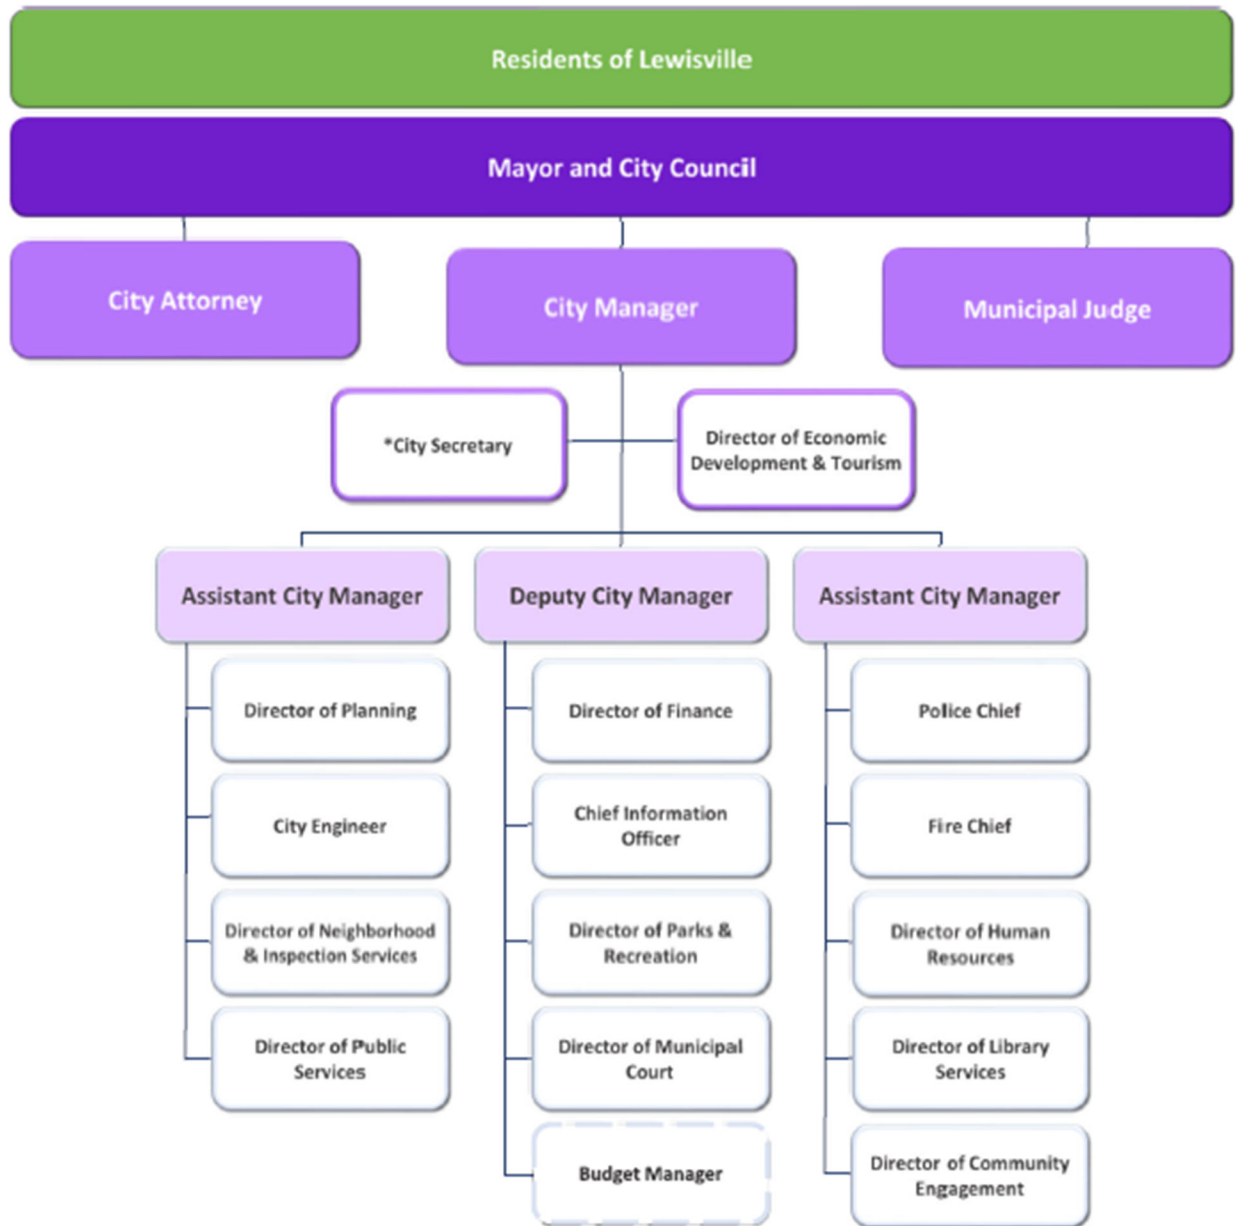 Residents of Lewisville
Mayor and City Council
City Attorney
City Manager
Municipal Judge
*City Secretary
Director of Economic
Development & Tourism
Assistant City Manager
Deputy City Manager
Assistant City Manager
Director of Planning
City Engineer
Director of Neighborhood
& Inspection Services
Director of Public
Services
Director of Finance
Chief Information
Officer
Director of Parks &
Recreation
Director of Municipal
Court
Budget Manager
Police Chief
Fire Chief
Director of Human
Resources
Director of Library
Services
Director of Community
Engagement